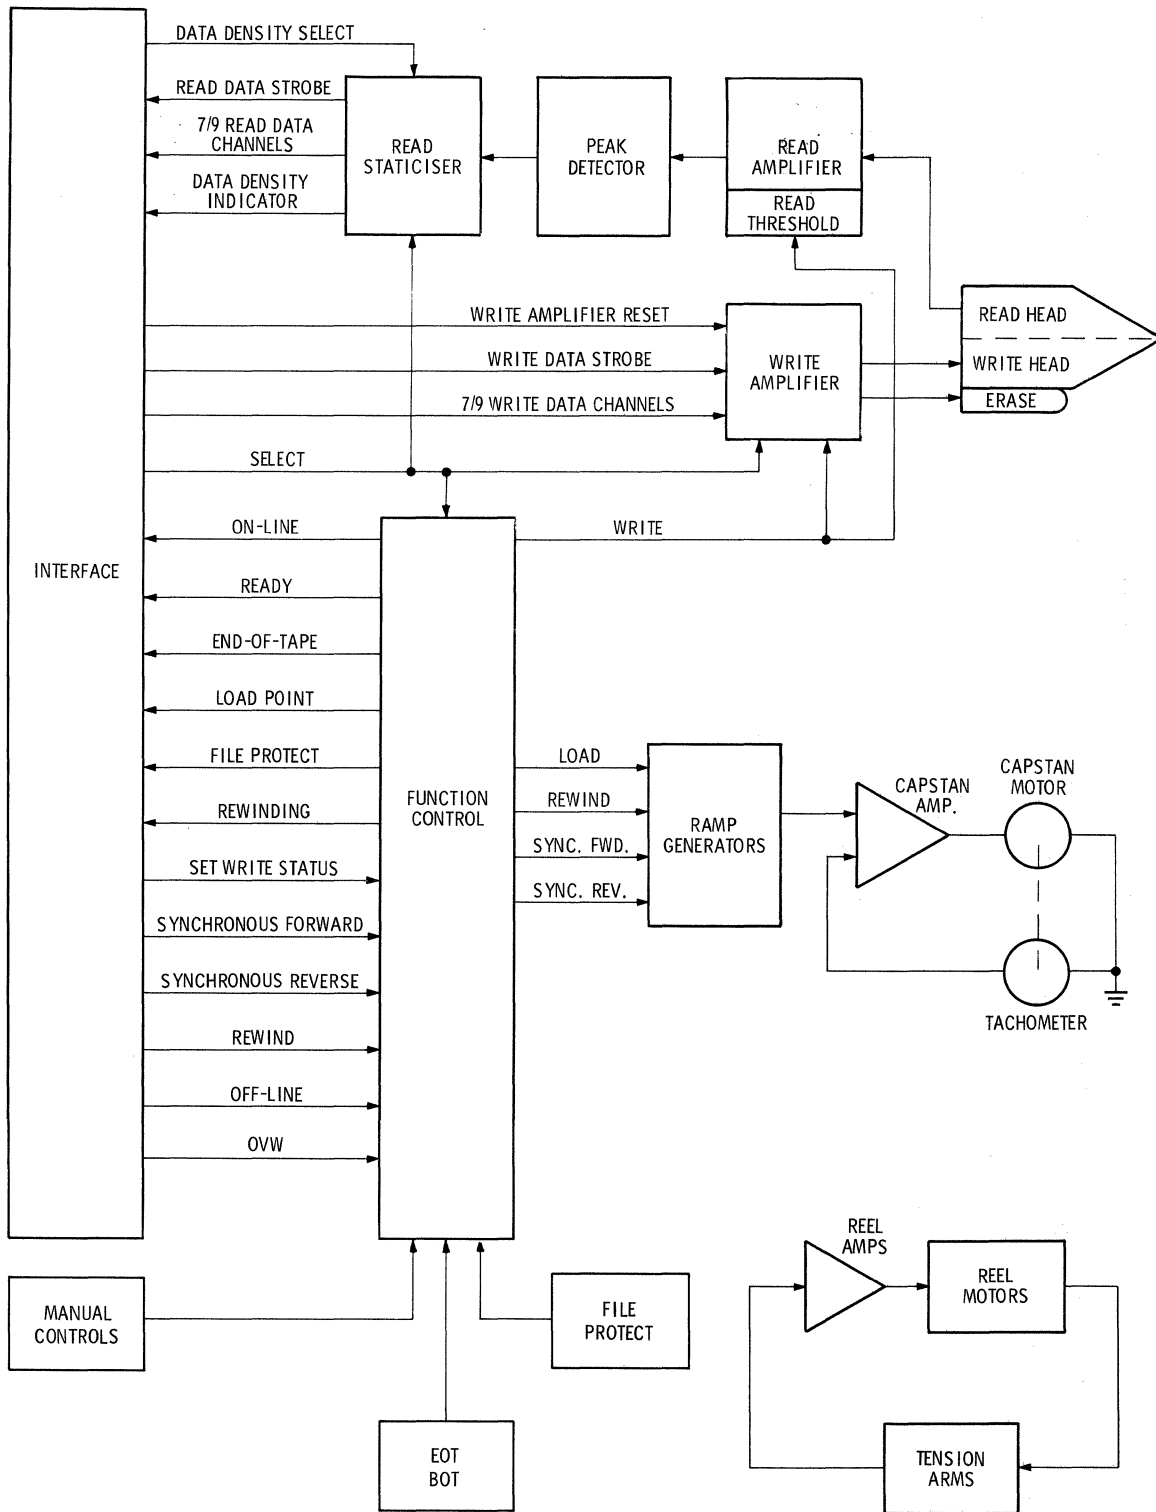 DATA DENSITY SELECT
READ DATA STROBE
7/9 READ DATA
CHANNELS
DATA DENSITY
INDICATOR
READ
STATICISER
PEAK
DETECTOR
READ
AMPLIFIER
READ
THRESHOLD
WRITE AMPLIFIER RESET
WRITE DATA STROBE
7/9 WRITE DATA CHANNELS
SELECT
WRITE
AMPLIFIER
READ HEAD
WRITE HEAD
ERASE
INTERFACE
ON-LINE
READY
END-OF-TAPE
LOAD POINT
FILE PROTECT
REWINDING
SET WRITE STATUS
SYNCHRONOUS FORWARD
SYNCHRONOUS REVERSE
REWIND
OFF-LINE
OVW
FUNCTION
CONTROL
WRITE
LOAD
REWIND
SYNC. FWD.
SYNC. REV.
RAMP
GENERATORS
CAPSTAN
AMP.
CAPSTAN
MOTOR
TACHOMETER
MANUAL
CONTROLS
EOT
BOT
FILE
PROTECT
REEL
AMPS
REEL
MOTORS
TENSION
ARMS